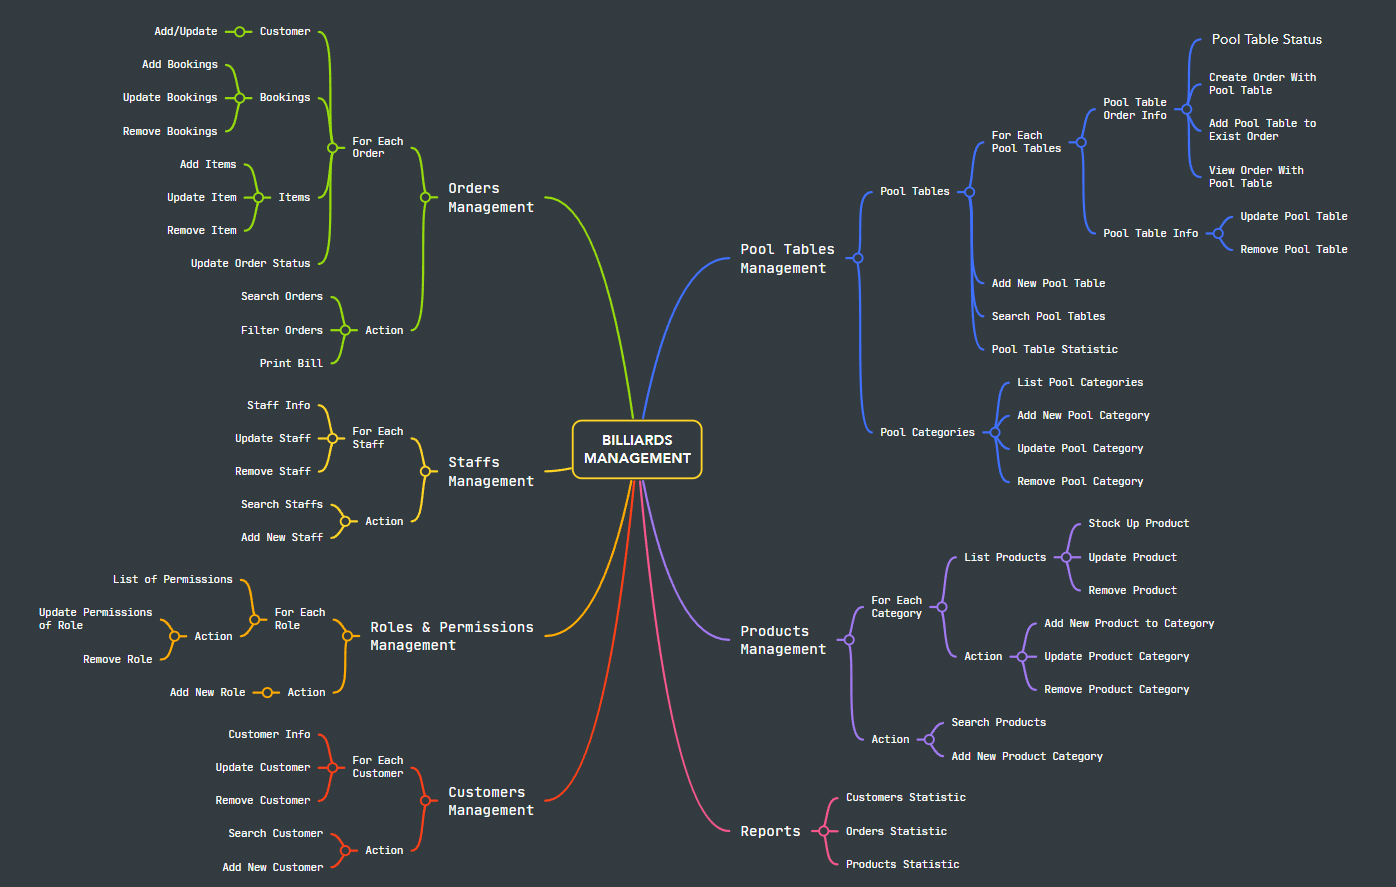 BILLIARDS
MANAGEMENT
Orders
Management
For Each
Order
Customer
Add/Update
Bookings
Add Bookings
Update Bookings
Remove Bookings
Items
Add Items
Update Item
Remove Item
Update Order Status
Action
Search Orders
Filter Orders
Print Bill
Staffs
Management
For Each
Staff
Staff Info
Update Staff
Remove Staff
Action
Search Staffs
Add New Staff
Roles & Permissions
Management
For Each
Role
List of Permissions
Action
Update Permissions
of Role
Remove Role
Action
Add New Role
Customers
Management
For Each
Customer
Customer Info
Update Customer
Remove Customer
Action
Search Customer
Add New Customer
Pool Tables
Management
Pool Tables
For Each
Pool Tables
Pool Table
Order Info
Pool Table Status
Create Order With
Pool Table
Add Pool Table to
Exist Order
View Order With
Pool Table
Pool Table Info
Update Pool Table
Remove Pool Table
Add New Pool Table
Search Pool Tables
Pool Table Statistic
Pool Categories
List Pool Categories
Add New Pool Category
Update Pool Category
Remove Pool Category
Products
Management
For Each
Category
List Products
Stock Up Product
Update Product
Remove Product
Action
Add New Product to Category
Update Product Category
Remove Product Category
Action
Search Products
Add New Product Category
Reports
Customers Statistic
Orders Statistic
Products Statistic